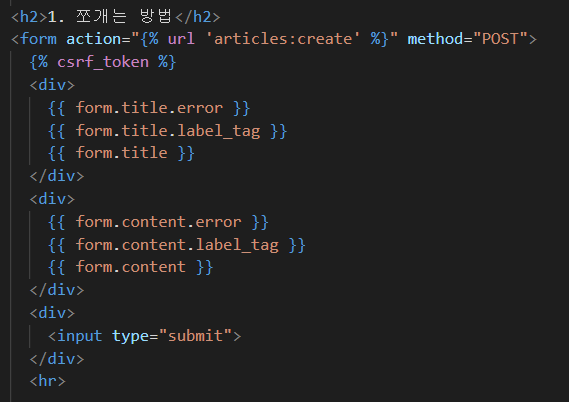 <h2>1. 쪼개는 방법</h2>
<form action="{% url 'articles:create' %}" method="POST">
{% csrf_token %}
<div>
{{ form.title.error }}
{{ form.title.label_tag }}
{{ form.title }}
</div>
<div>
{{ form.content.error }}
{{ form.content.label_tag }}
{{ form.content }}
</div>
<div>
<input type="submit">
</div>
<hr>